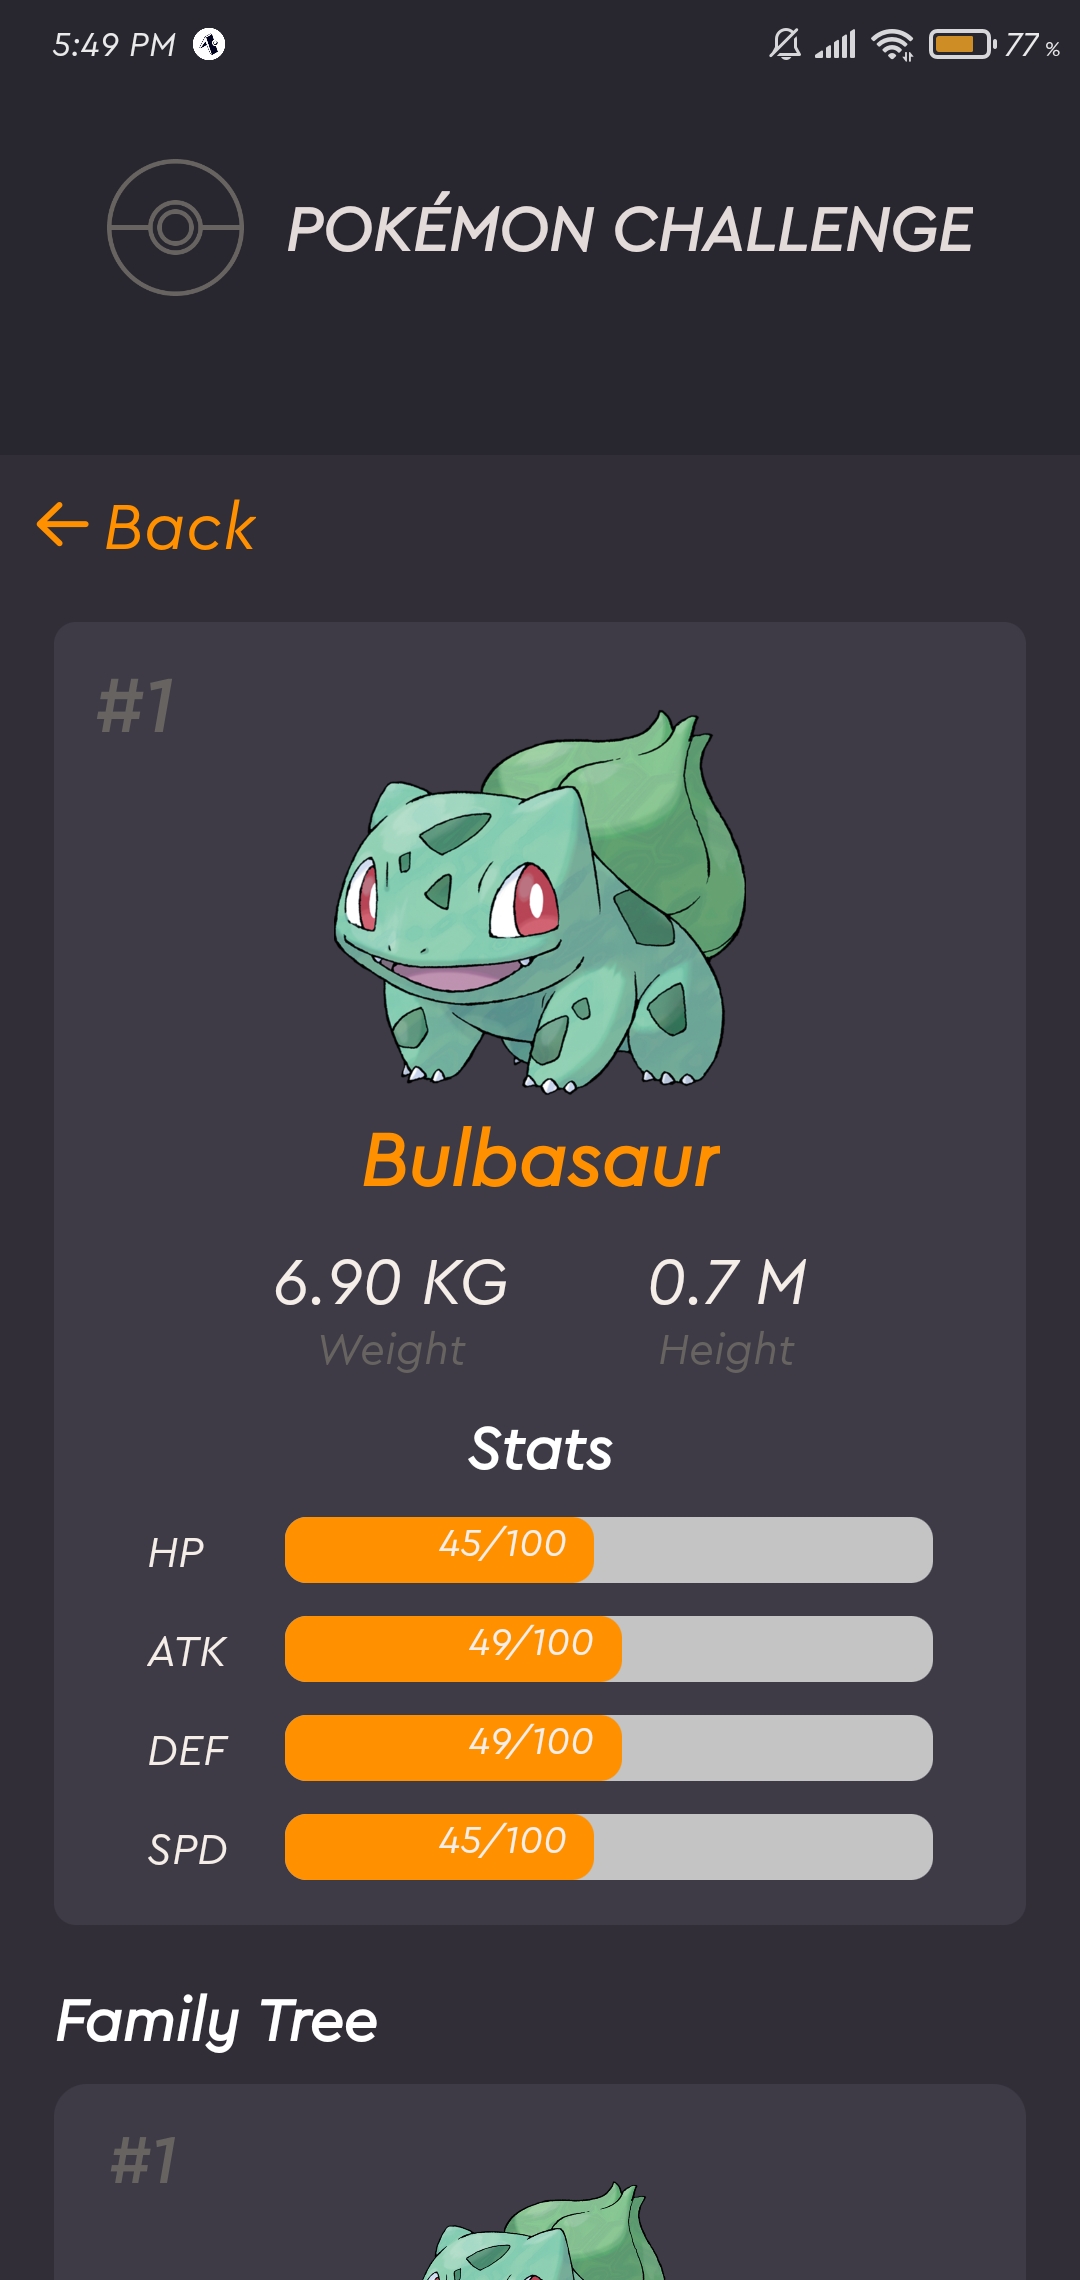 5:49 PM 77 %
POKÉMON CHALLENGE
Back
#1
Bulbasaur
6.90 KG 0.7 M
Weight Height
Stats
HP 45/100
ATK 49/100
DEF 49/100
SPD 45/100
Family Tree
#1